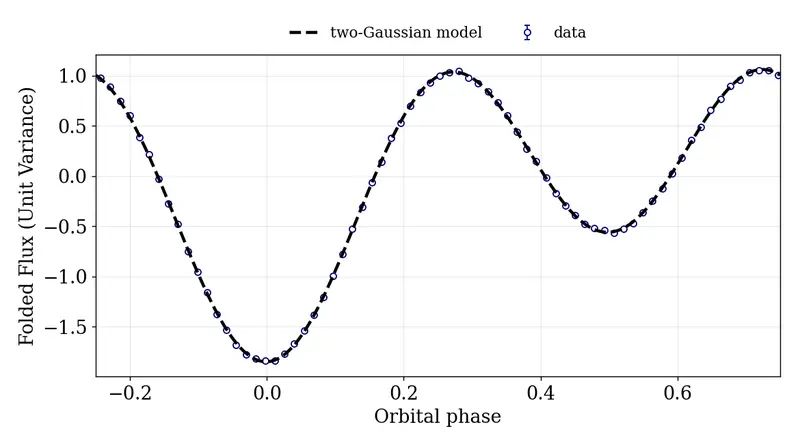 two-Gaussian model
data
Folded Flux (Unit Variance)
1.0
0.5
0.0
−0.5
−1.0
−1.5
−0.2
0.0
0.2
0.4
0.6
Orbital phase